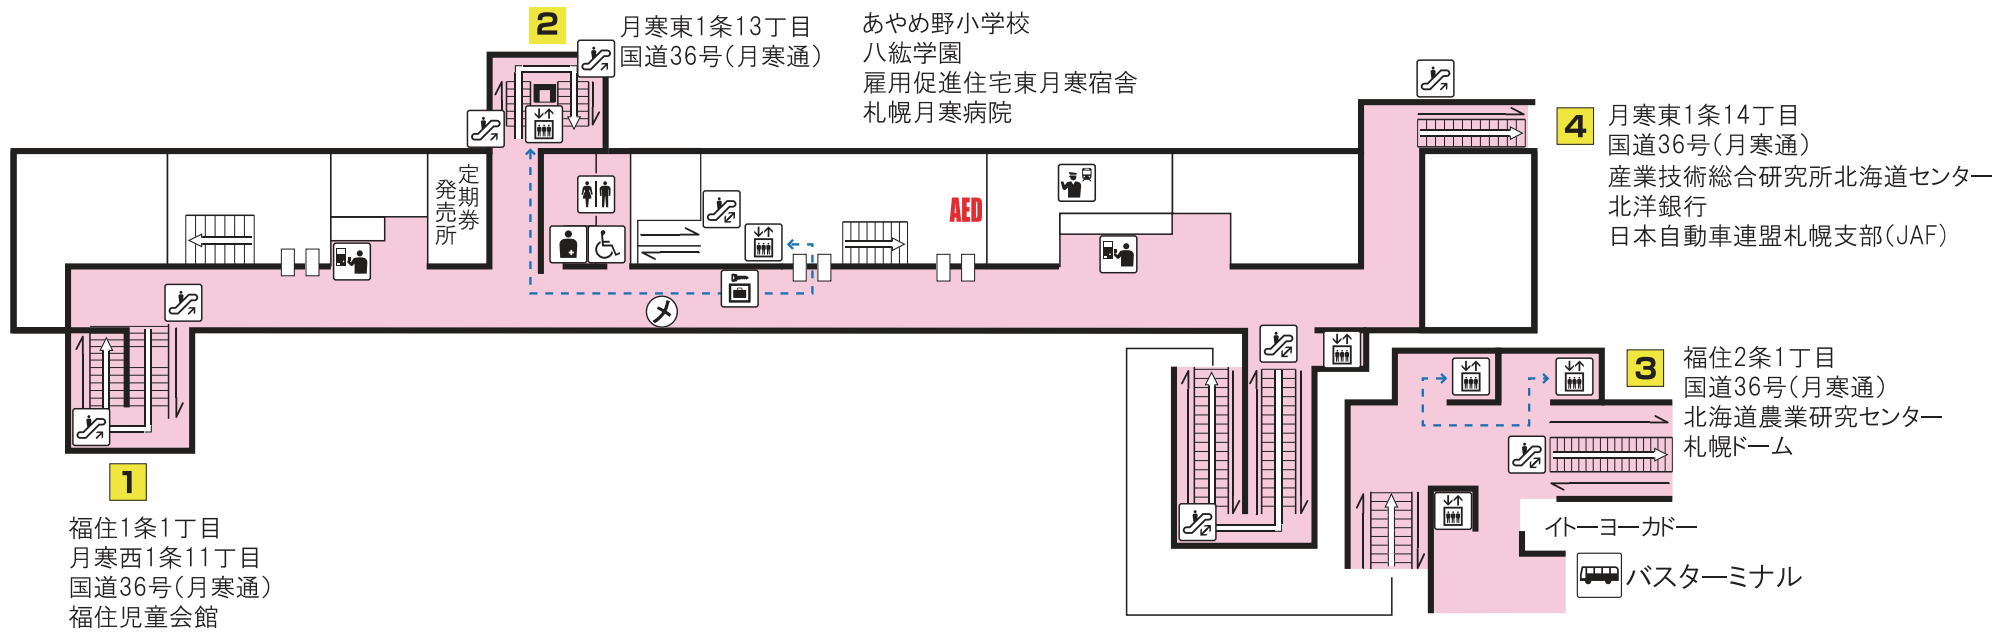 2
月寒東1条13丁目
国道36号(月寒通)
あやめ野小学校
八紘学園
雇用促進住宅東月寒宿舎
札幌月寒病院
4
月寒東1条14丁目
国道36号(月寒通)
産業技術総合研究所北海道センター
北洋銀行
日本自動車連盟札幌支部(JAF)
定期券
発売所
AED
3
福住2条1丁目
国道36号(月寒通)
北海道農業研究センター
札幌ドーム
イトーヨーカドー
バスターミナル
1
福住1条1丁目
月寒西1条11丁目
国道36号(月寒通)
福住児童会館